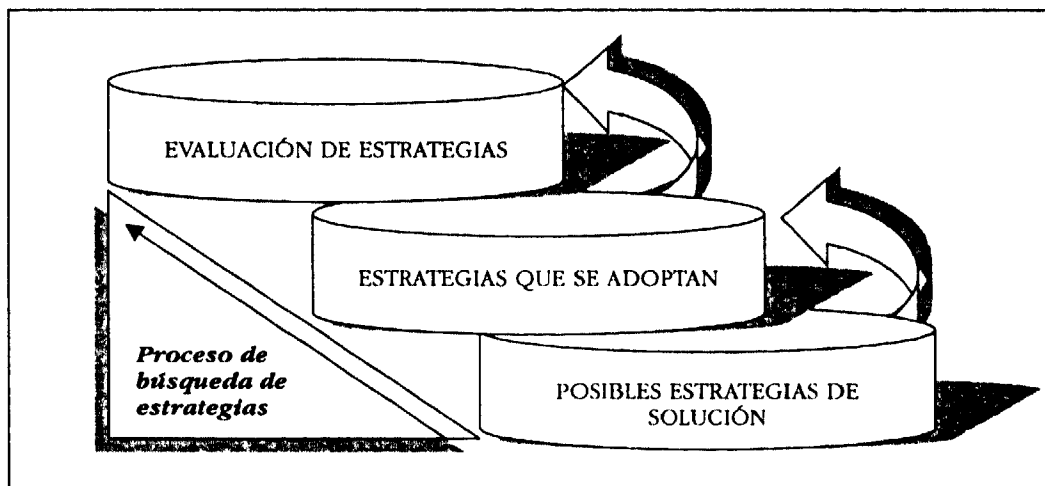 EVALUACIÓN DE ESTRATEGIAS
ESTRATEGIAS QUE SE ADOPTAN
Proceso de
búsqueda de
estrategias
POSIBLES ESTRATEGIAS DE
SOLUCIÓN